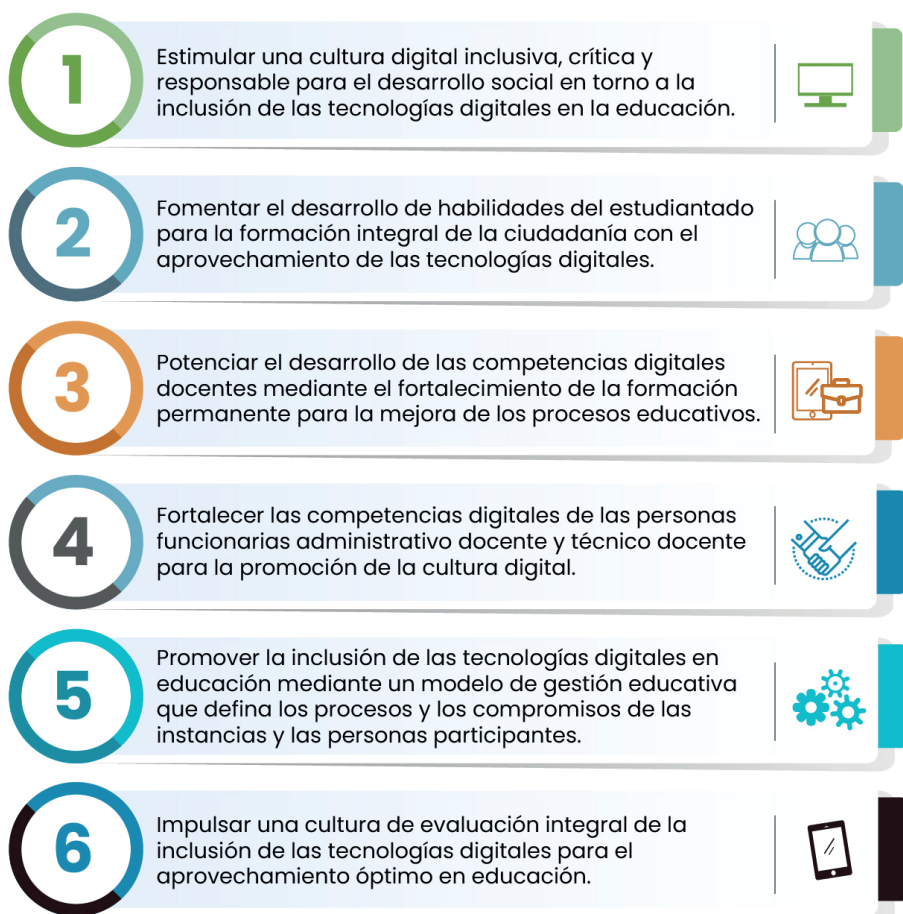 1
Estimular una cultura digital inclusiva, crítica y
responsable para el desarrollo social en torno a la
inclusión de las tecnologías digitales en la educación.
2
Fomentar el desarrollo de habilidades del estudiantado
para la formación integral de la ciudadanía con el
aprovechamiento de las tecnologías digitales.
3
Potenciar el desarrollo de las competencias digitales
docentes mediante el fortalecimiento de la formación
permanente para la mejora de los procesos educativos.
4
Fortalecer las competencias digitales de las personas
funcionarias administrativo docente y técnico docente
para la promoción de la cultura digital.
5
Promover la inclusión de las tecnologías digitales en
educación mediante un modelo de gestión educativa
que defina los procesos y los compromisos de las
instancias y las personas participantes.
6
Impulsar una cultura de evaluación integral de la
inclusión de las tecnologías digitales para el
aprovechamiento óptimo en educación.